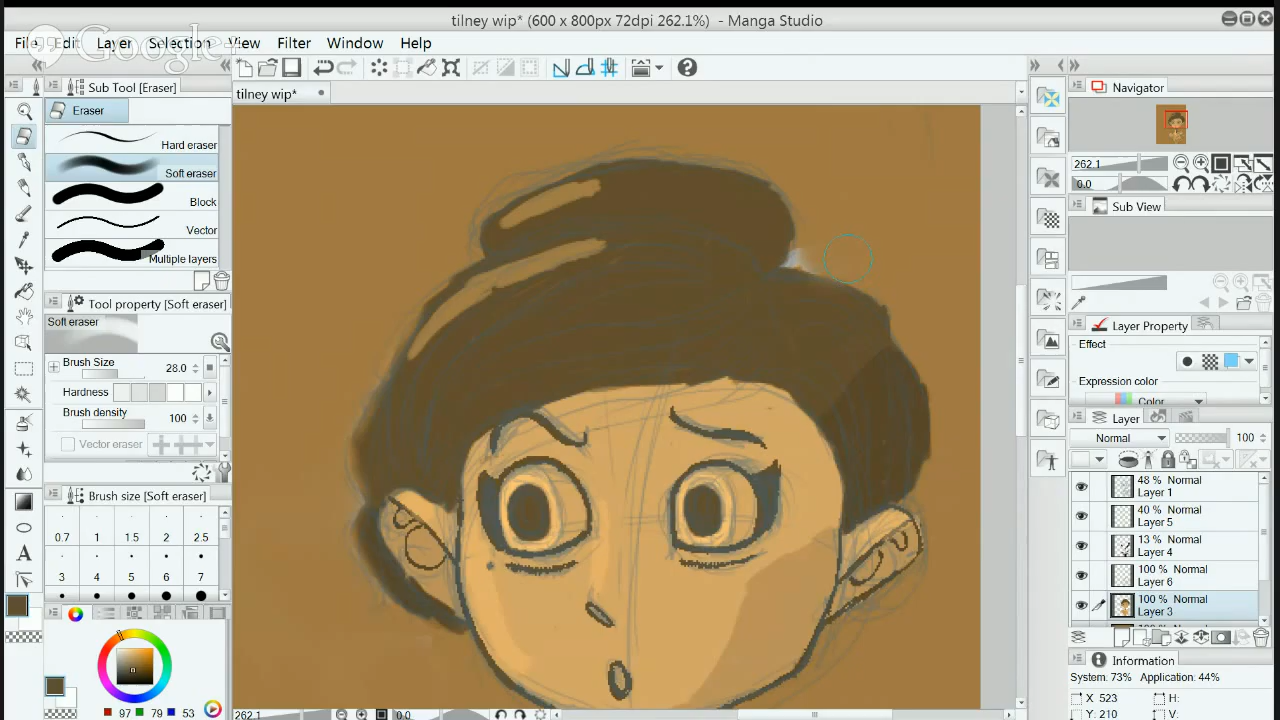 tilney wip* (600 x 800px 72dpi 262.1%) - Manga Studio
File Edit Layer Selection View Filter Window Help
Google+
Sub Tool [Eraser]
tilney wip*
Navigator
Eraser
Hard eraser
Soft eraser
Block
Vector
Multiple layers
262.1
0.0
Sub View
Tool property [Soft eraser]
Soft eraser
Brush Size 28.0
Hardness
Brush density 100
Vector eraser
Layer Property
Effect
Expression color
Color
Layer
Normal 100
Brush size [Soft eraser]
0.7 1 1.5 2 2.5
3 4 5 6 7
48 % Normal
Layer 1
40 % Normal
Layer 5
13 % Normal
Layer 4
100 % Normal
Layer 6
100 % Normal
Layer 3
Information
System: 73% Application: 44%
X 523 H:
Y: 210 W:
97 79 53
262.1 0.0